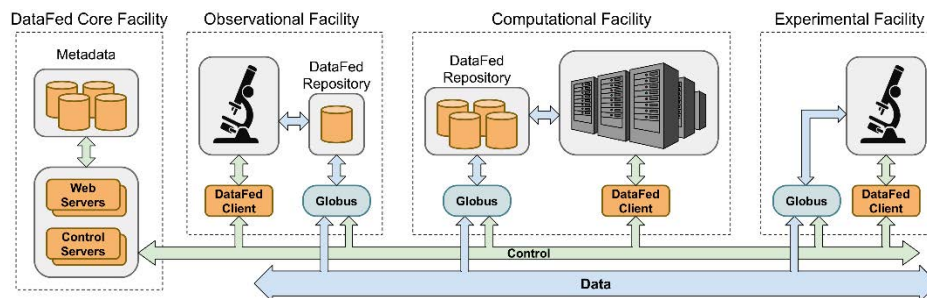 DataFed Core Facility
Metadata
Web
Servers
Control
Servers
Observational Facility
DataFed
Repository
DataFed
Client
Globus
Computational Facility
DataFed
Repository
Globus
DataFed
Client
Experimental Facility
Globus
DataFed
Client
Control
Data